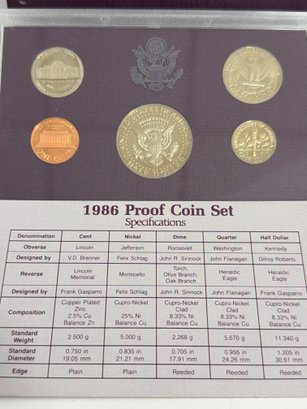 1986 Proof Coin Set
Specifications
Denomination Cent Nickel Dime Quarter Half Dollar
Obverse Lincoln Jefferson Roosevelt Washington Kennedy
Designed by V.D. Brenner Felix Schlag John R. Sinnock John Flanagan Gilroy Roberts
Reverse Lincoln Memorial Monticello Torch, Olive Branch, Oak Branch Heraldic Eagle Heraldic Eagle
Designed by Frank Gasparro Felix Schlag John R. Sinnock John Flanagan Frank Gasparro
Composition Copper Plated Zinc 2.5% Balance Zn Cupro-Nickel 25% Ni Balance Cu Cupro-Nickel Clad 8.33% Balance Cu Cupro-Nickel Clad 8.33% Balance Cu Cupro-Nickel Clad 8.33% Balance Cu
Standard Weight 2.500 g 5.000 g 2.268 g 5.670 g 11.340 g
Standard Diameter 0.750 in 19.05 mm 0.835 in 21.21 mm 0.705 in 17.91 mm 0.955 in 24.26 mm 1.205 in 30.61 mm
Edge Plain Plain Reeded Reeded Reeded